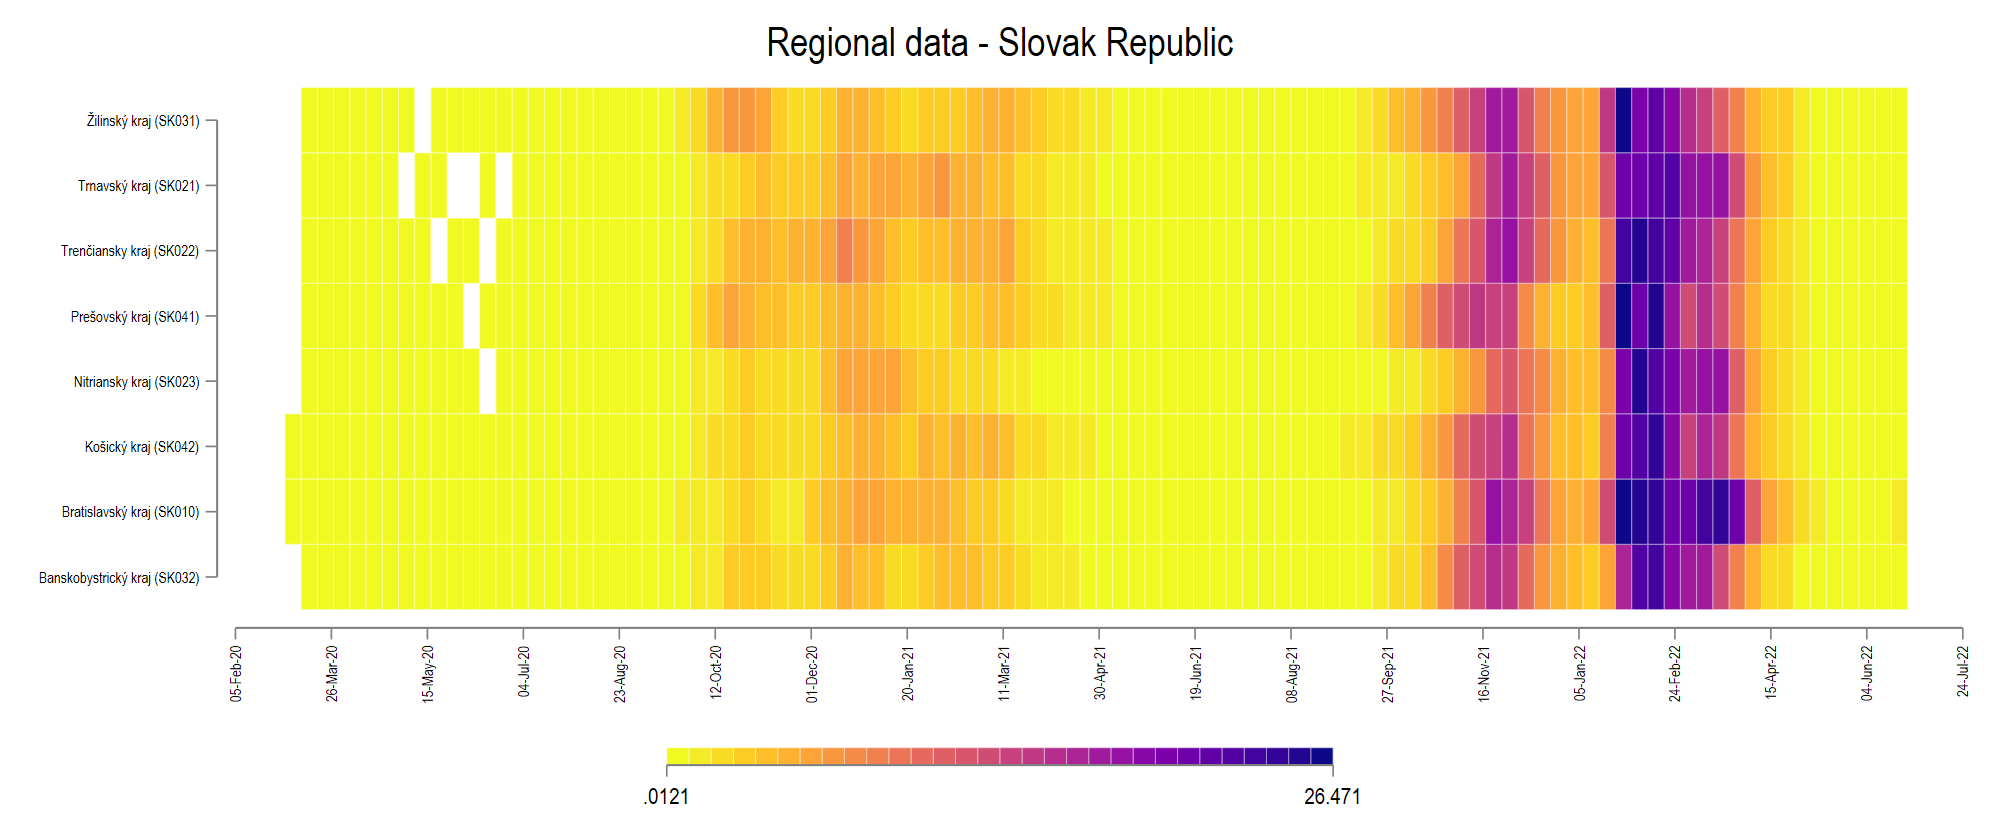 Regional data - Slovak Republic
Žilinský kraj (SK031)
Trnavský kraj (SK021)
Trenčiansky kraj (SK022)
Prešovský kraj (SK041)
Nitriansky kraj (SK023)
Košický kraj (SK042)
Bratislavský kraj (SK010)
Banskobystrický kraj (SK032)
05-Feb-20
26-Mar-20
15-May-20
04-Jul-20
23-Aug-20
12-Oct-20
01-Dec-20
20-Jan-21
11-Mar-21
30-Apr-21
19-Jun-21
08-Aug-21
27-Sep-21
16-Nov-21
05-Jan-22
24-Feb-22
15-Apr-22
04-Jun-22
24-Jul-22
.0121
26.471